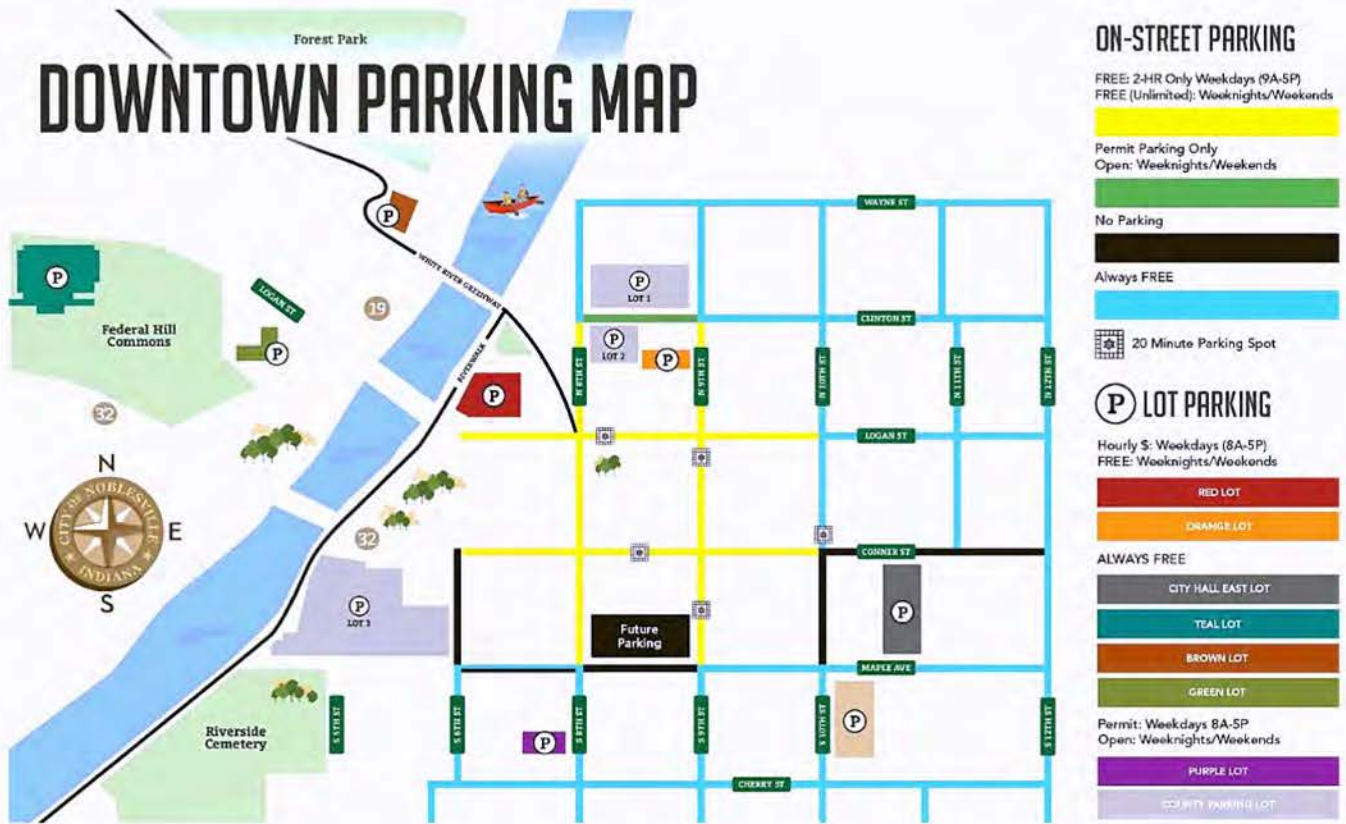 Forest Park
DOWNTOWN PARKING MAP
P
WHITE RIVER GREENWAY
WAYNE ST
P
LOT 1
P
LOGAN ST
19
Federal Hill
Commons
P
CLINTON ST
P
LOT 2
P
RIVERWALK
N 8TH ST
N 9TH ST
N 10TH ST
N 11TH ST
N 12TH ST
P
32
LOGAN ST
N
W
E
S
CITY OF NOBLESVILLE
INDIANA
32
CONNER ST
P
LOT 3
P
Future
Parking
MAPLE AVE
Riverside
Cemetery
S 5TH ST
S 6TH ST
P
S 8TH ST
S 9TH ST
S 10TH ST
P
S 12TH ST
CHERRY ST
ON-STREET PARKING
FREE: 2-HR Only Weekdays (9A-5P)
FREE (Unlimited): Weeknights/Weekends
Permit Parking Only
Open: Weeknights/Weekends
No Parking
Always FREE
20 Minute Parking Spot
P LOT PARKING
Hourly $: Weekdays (8A-5P)
FREE: Weeknights/Weekends
RED LOT
ORANGE LOT
ALWAYS FREE
CITY HALL EAST LOT
TEAL LOT
BROWN LOT
GREEN LOT
Permit: Weekdays 8A-5P
Open: Weeknights/Weekends
PURPLE LOT
COUNTY PARKING LOT